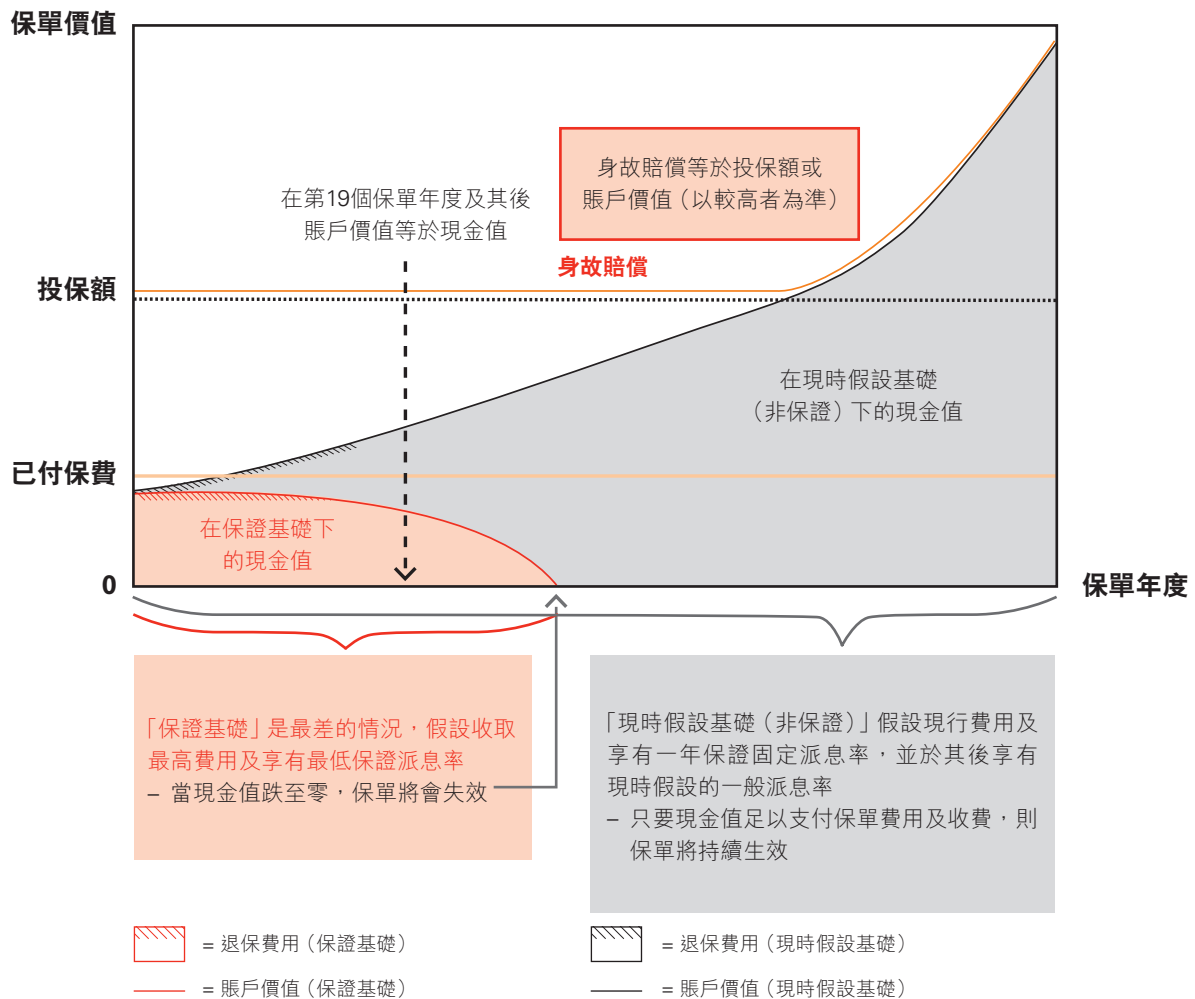 保單價值
身故賠償等於投保額或
賬戶價值（以較高者為準）
在第19個保單年度及其後
賬戶價值等於現金值
身故賠償
投保額
在現時假設基礎
（非保證）下的現金值
已付保費
在保證基礎下
的現金值
0
保單年度
「保證基礎」是最差的情況，假設收取
最高費用及享有最低保證派息率
– 當現金值跌至零，保單將會失效
「現時假設基礎（非保證）」假設現行費用及
享有一年保證固定派息率，並於其後享有
現時假設的一般派息率
– 只要現金值足以支付保單費用及收費，則
保單將持續生效
= 退保費用（保證基礎）
= 退保費用（現時假設基礎）
= 賬戶價值（保證基礎）
= 賬戶價值（現時假設基礎）